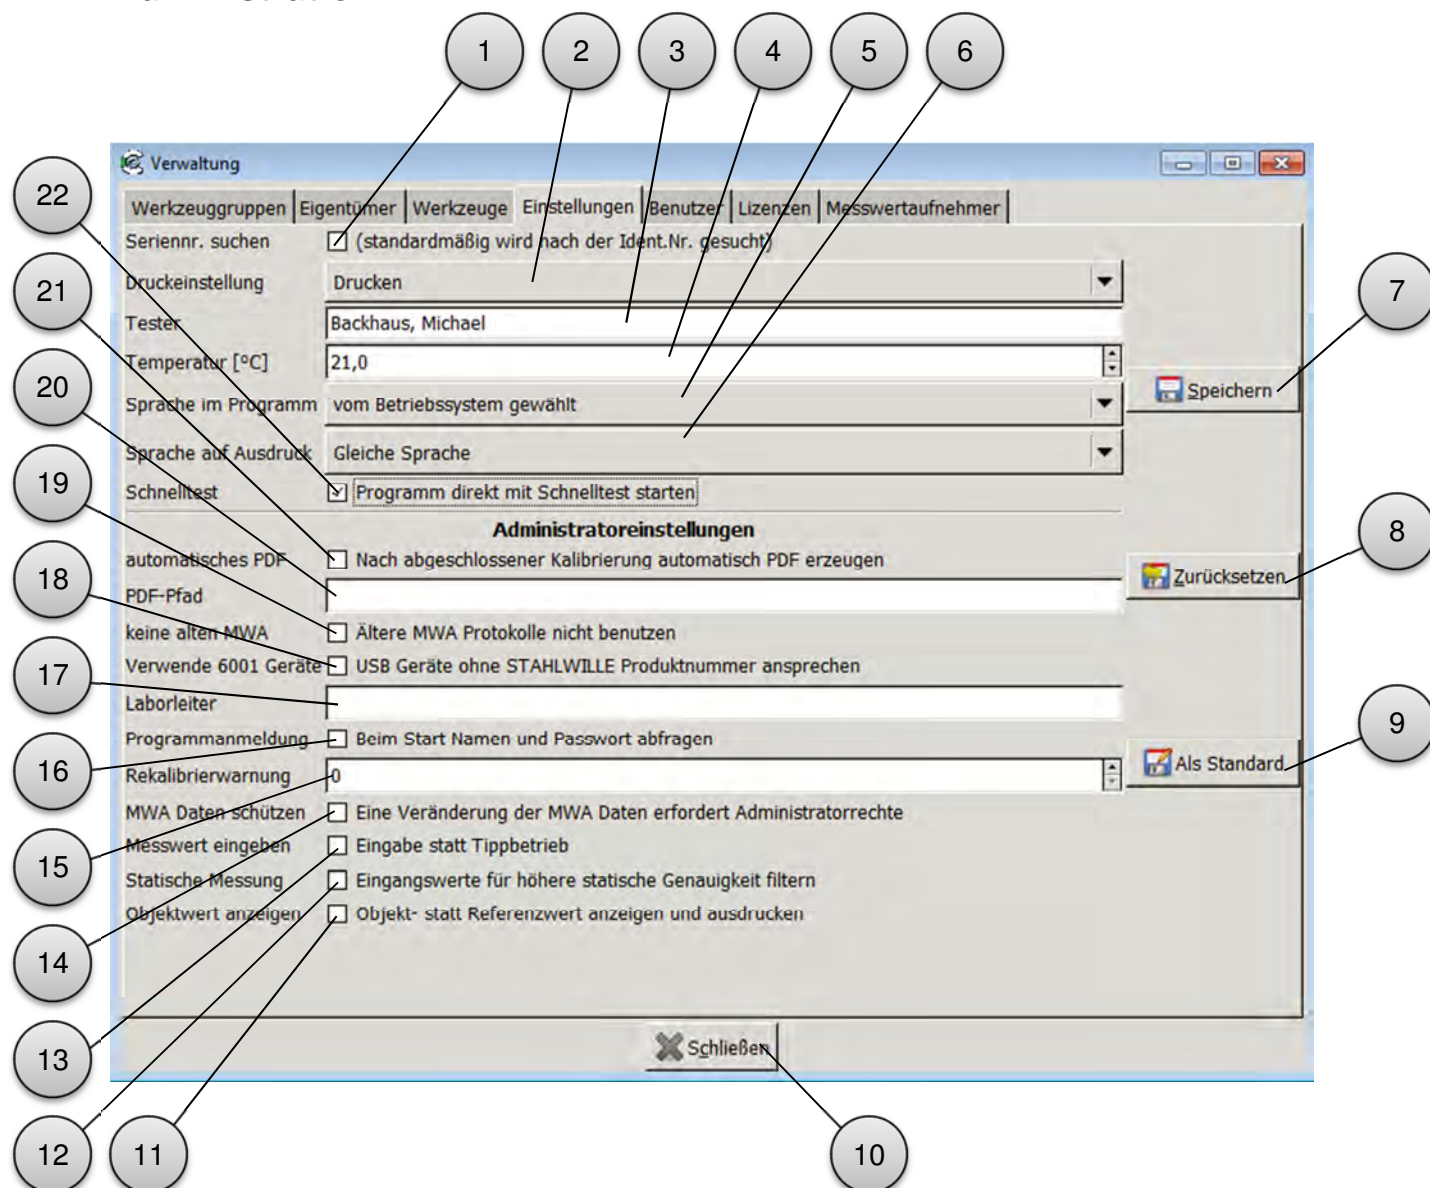 1 2 3 4 5 6
Verwaltung
Werkzeuggruppen Eigentümer Werkzeuge Einstellungen Benutzer Lizenzen Messwertaufnehmer
22
Seriennr. suchen (standardmäßig wird nach der Ident.Nr. gesucht)
Druckeinstellung Drucken
21
7
Tester Backhaus, Michael
Temperatur [ºC] 21,0
20
Speichern
Sprache im Programm vom Betriebssystem gewählt
Sprache auf Ausdruck Gleiche Sprache
19
Schnelltest Programm direkt mit Schnelltest starten
Administratoreinstellungen
8
automatisches PDF Nach abgeschlossener Kalibrierung automatisch PDF erzeugen
18
Zurücksetzen
PDF-Pfad
keine alten MWA Ältere MWA Protokolle nicht benutzen
Verwende 6001 Geräte USB Geräte ohne STAHLWILLE Produktnummer ansprechen
17
Laborleiter
9
Programmanmeldung Beim Start Namen und Passwort abfragen
16
Als Standard
Rekalibrierwarnung 0
MWA Daten schützen Eine Veränderung der MWA Daten erfordert Administratorrechte
Messwert eingeben Eingabe statt Tippbetrieb
15
Statische Messung Eingangswerte für höhere statische Genauigkeit filtern
Objektwert anzeigen Objekt- statt Referenzwert anzeigen und ausdrucken
14
Schließen
13
12 11 10